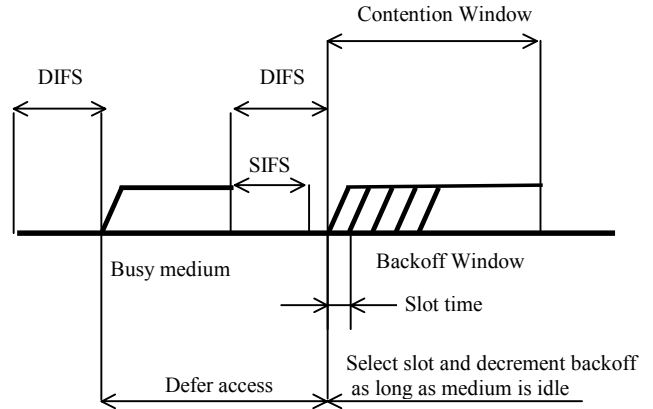 Contention Window
DIFS
DIFS
SIFS
Busy medium
Backoff Window
Slot time
Defer access
Select slot and decrement backoff
as long as medium is idle